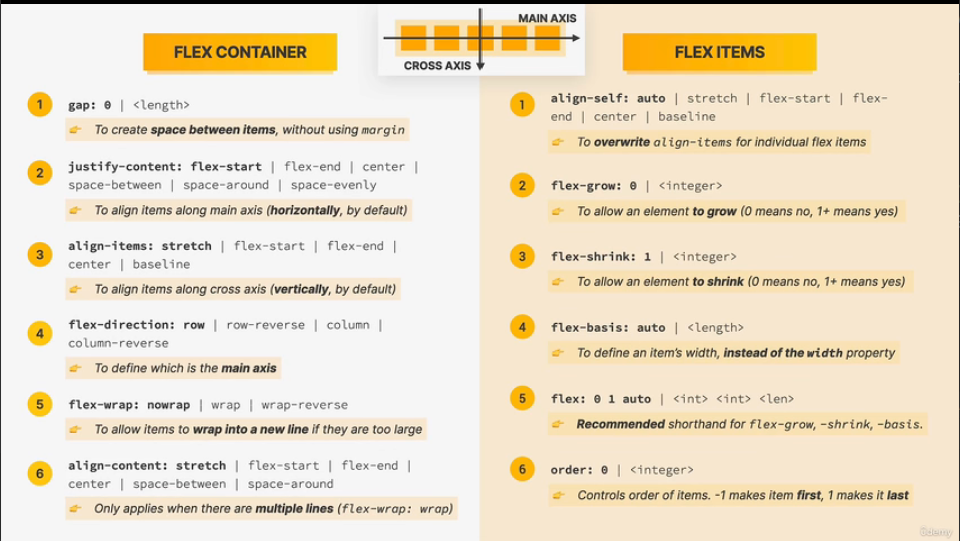 MAIN AXIS
CROSS AXIS
FLEX CONTAINER
1
gap: 0 | <length>
To create space between items, without using margin
2
justify-content: flex-start | flex-end | center |
space-between | space-around | space-evenly
To align items along main axis (horizontally, by default)
3
align-items: stretch | flex-start | flex-end |
center | baseline
To align items along cross axis (vertically, by default)
4
flex-direction: row | row-reverse | column |
column-reverse
To define which is the main axis
5
flex-wrap: nowrap | wrap | wrap-reverse
To allow items to wrap into a new line if they are too large
6
align-content: stretch | flex-start | flex-end |
center | space-between | space-around
Only applies when there are multiple lines (flex-wrap: wrap)
FLEX ITEMS
1
align-self: auto | stretch | flex-start | flex-
end | center | baseline
To overwrite align-items for individual flex items
2
flex-grow: 0 | <integer>
To allow an element to grow (0 means no, 1+ means yes)
3
flex-shrink: 1 | <integer>
To allow an element to shrink (0 means no, 1+ means yes)
4
flex-basis: auto | <length>
To define an item's width, instead of the width property
5
flex: 0 1 auto | <int> <int> <len>
Recommended shorthand for flex-grow, -shrink, -basis.
6
order: 0 | <integer>
Controls order of items. -1 makes item first, 1 makes it last
ûdemy